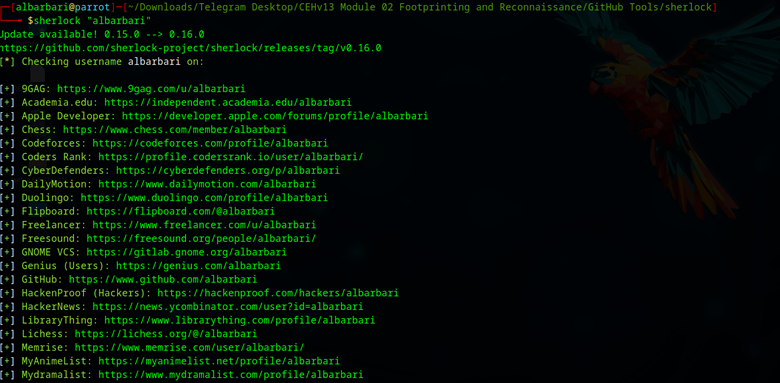 ┌─[albarbari@parrot]─[~/Downloads/Telegram Desktop/CEHv13 Module 02 Footprinting and Reconnaissance/GitHub Tools/sherlock]
└──╼ $sherlock "albarbari"
Update available! 0.15.0 --> 0.16.0
https://github.com/sherlock-project/sherlock/releases/tag/v0.16.0
[*] Checking username albarbari on:
[+] 9GAG: https://www.9gag.com/u/albarbari
[+] Academia.edu: https://independent.academia.edu/albarbari
[+] Apple Developer: https://developer.apple.com/forums/profile/albarbari
[+] Chess: https://www.chess.com/member/albarbari
[+] Codeforces: https://codeforces.com/profile/albarbari
[+] Coders Rank: https://profile.codersrank.io/user/albarbari/
[+] CyberDefenders: https://cyberdefenders.org/p/albarbari
[+] DailyMotion: https://www.dailymotion.com/albarbari
[+] Duolingo: https://www.duolingo.com/profile/albarbari
[+] Flipboard: https://flipboard.com/@albarbari
[+] Freelancer: https://www.freelancer.com/u/albarbari
[+] Freesound: https://freesound.org/people/albarbari/
[+] GNOME VCS: https://gitlab.gnome.org/albarbari
[+] Genius (Users): https://genius.com/albarbari
[+] GitHub: https://www.github.com/albarbari
[+] HackenProof (Hackers): https://hackenproof.com/hackers/albarbari
[+] HackerNews: https://news.ycombinator.com/user?id=albarbari
[+] LibraryThing: https://www.librarything.com/profile/albarbari
[+] Lichess: https://lichess.org/@/albarbari
[+] Memrise: https://www.memrise.com/user/albarbari/
[+] MyAnimeList: https://myanimelist.net/profile/albarbari
[+] Mydramalist: https://www.mydramalist.com/profile/albarbari